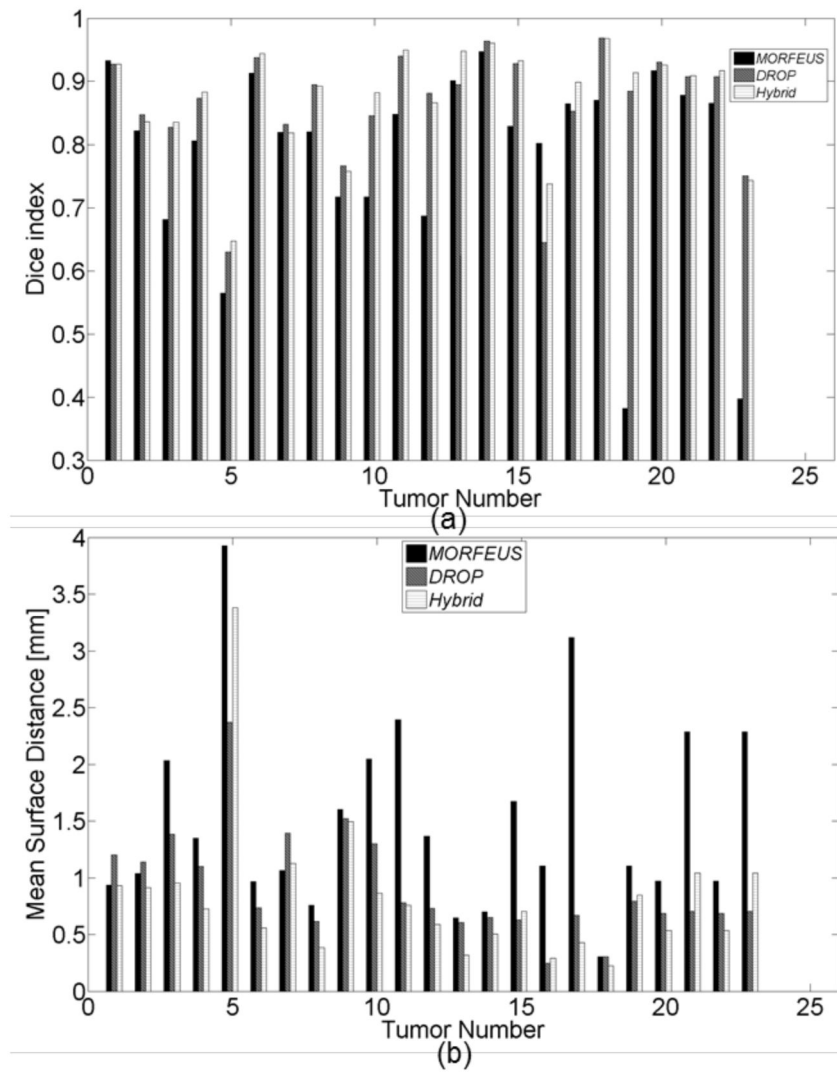 1
0.9
0.8
0.7
0.6
0.5
0.4
0.3
Dice index
MORFEUS
DROP
Hybrid
0 5 10 15 20 25
Tumor Number
(a)
4
3.5
3
2.5
2
1.5
1
0.5
0
Mean Surface Distance [mm]
MORFEUS
DROP
Hybrid
0 5 10 15 20 25
Tumor Number
(b)